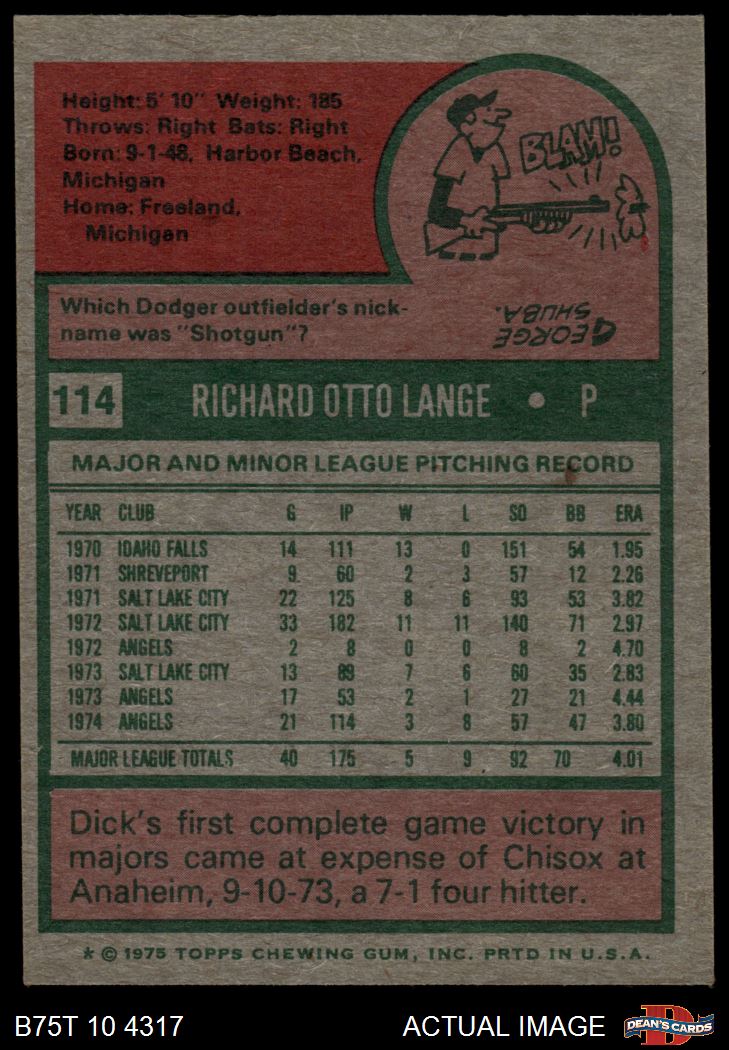 Height: 5' 10" Weight: 185
Throws: Right Bats: Right
Born: 9-1-48, Harbor Beach,
Michigan
Home: Freeland,
Michigan
BLAM!
Which Dodger outfielder's nick-
name was "Shotgun"?
GEORGE
SHUBA.
114 RICHARD OTTO LANGE • P
MAJOR AND MINOR LEAGUE PITCHING RECORD
YEAR CLUB G IP W L SO BB ERA
1970 IDAHO FALLS 14 111 13 0 151 54 1.95
1971 SHREVEPORT 9 60 2 3 57 12 2.26
1971 SALT LAKE CITY 22 125 8 6 93 53 3.82
1972 SALT LAKE CITY 33 182 11 11 140 71 2.97
1972 ANGELS 2 8 0 0 8 2 4.70
1973 SALT LAKE CITY 13 89 7 6 60 35 2.83
1973 ANGELS 17 53 2 1 27 21 4.44
1974 ANGELS 21 114 3 8 57 47 3.80
MAJOR LEAGUE TOTALS 40 175 5 9 92 70 4.01
Dick's first complete game victory in
majors came at expense of Chisox at
Anaheim, 9-10-73, a 7-1 four hitter.
* © 1975 TOPPS CHEWING GUM, INC. PRTD IN U.S.A.
B75T 10 4317 ACTUAL IMAGE
DEAN'S CARDS